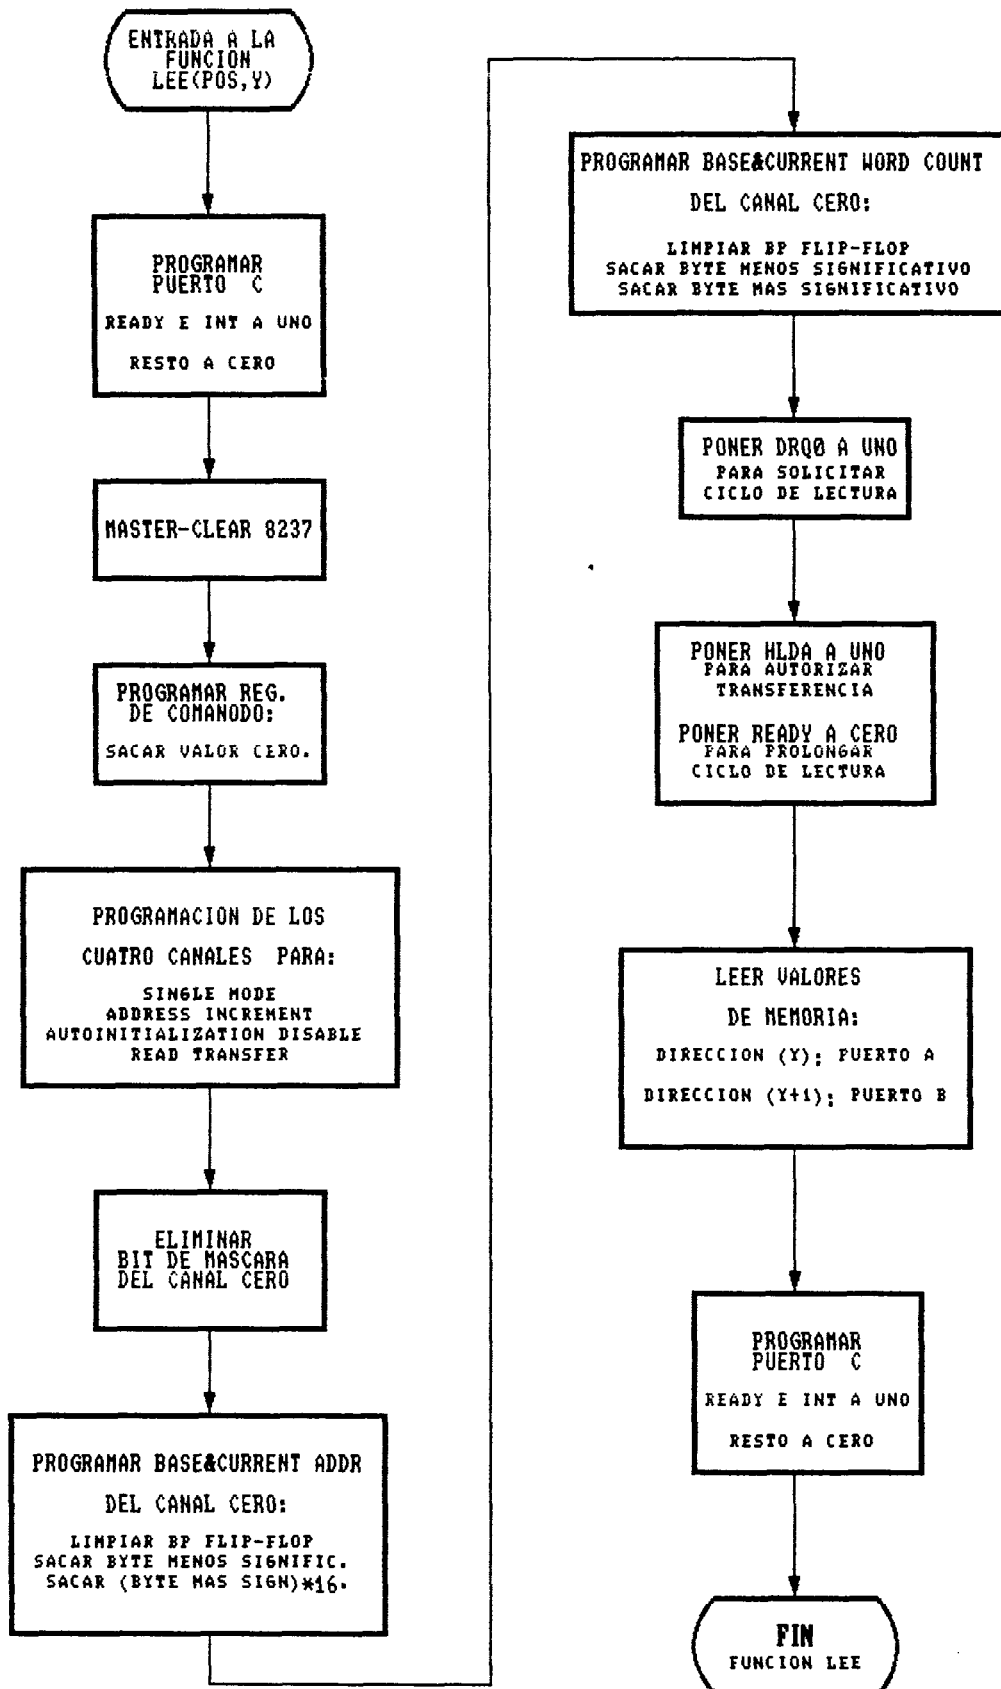 ENTRADA A LA
FUNCION
LEE(POS,Y)
PROGRAMAR
PUERTO C
READY E INT A UNO
RESTO A CERO
MASTER-CLEAR 8237
PROGRAMAR REG.
DE COMANODO:
SACAR VALOR CERO.
PROGRAMACION DE LOS
CUATRO CANALES PARA:
SINGLE MODE
ADDRESS INCREMENT
AUTOINITIALIZATION DISABLE
READ TRANSFER
ELIMINAR
BIT DE MASCARA
DEL CANAL CERO
PROGRAMAR BASE&CURRENT ADDR
DEL CANAL CERO:
LIMPIAR BP FLIP-FLOP
SACAR BYTE MENOS SIGNIFIC.
SACAR (BYTE MAS SIGN)*16.
PROGRAMAR BASE&CURRENT WORD COUNT
DEL CANAL CERO:
LIMPIAR BP FLIP-FLOP
SACAR BYTE MENOS SIGNIFICATIVO
SACAR BYTE MAS SIGNIFICATIVO
PONER DRQ0 A UNO
PARA SOLICITAR
CICLO DE LECTURA
PONER HLDA A UNO
PARA AUTORIZAR
TRANSFERENCIA
PONER READY A CERO
PARA PROLONGAR
CICLO DE LECTURA
LEER VALORES
DE MEMORIA:
DIRECCION (Y): PUERTO A
DIRECCION (Y+1): PUERTO B
PROGRAMAR
PUERTO C
READY E INT A UNO
RESTO A CERO
FIN
FUNCION LEE